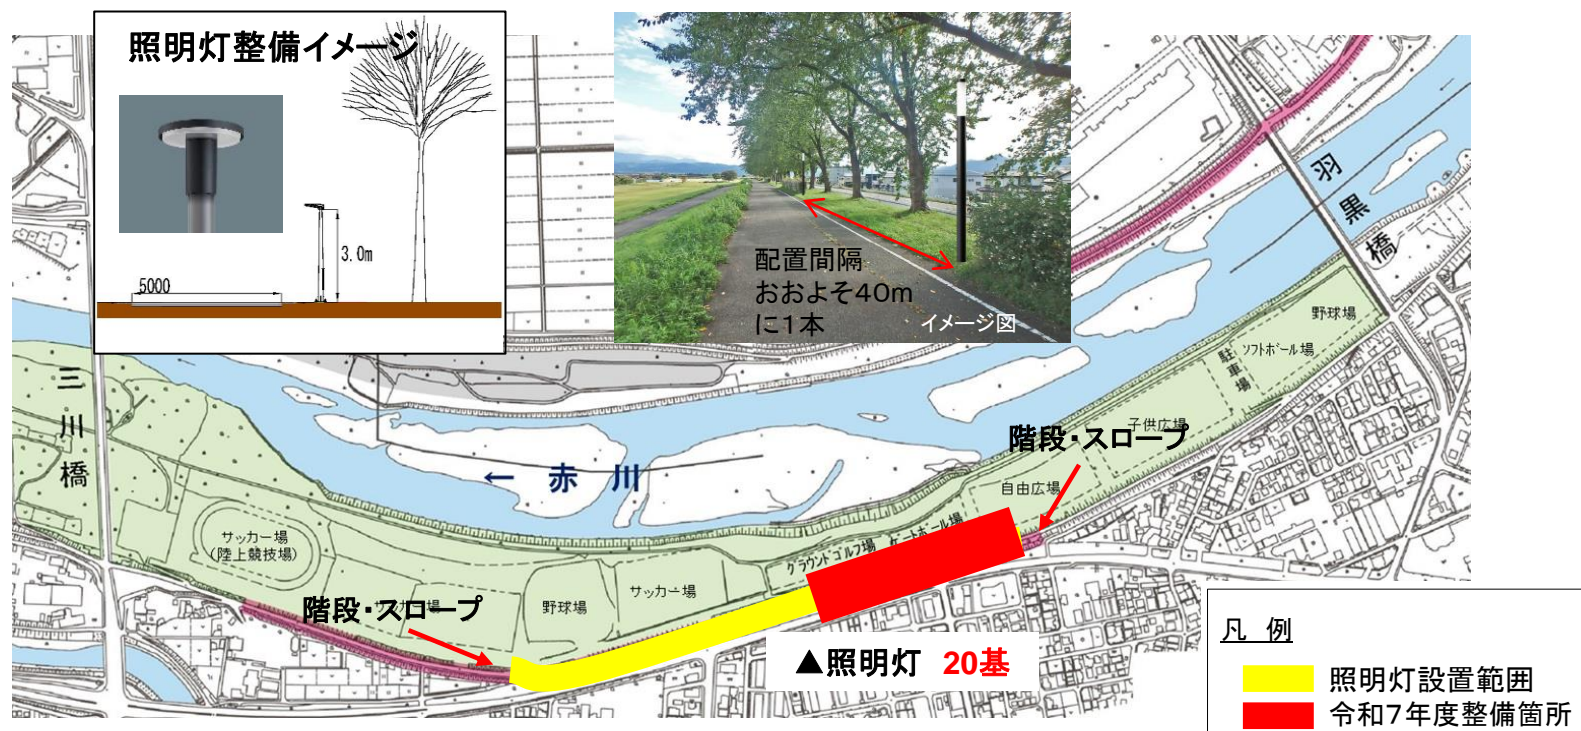 照明灯整備イメージ
3.0m
5000
配置間隔
おおよそ40m
に1本
イメージ図
羽黒橋
三川橋
← 赤 川
野球場
ソフトボール場
駐車場
子供広場
階段・スロープ
自由広場
ゲートボール場
グラウンドゴルフ場
サッカー場
(陸上競技場)
サッカー場
階段・スロープ
野球場
サッカー場
▲照明灯 20基
凡 例
照明灯設置範囲
令和7年度整備箇所